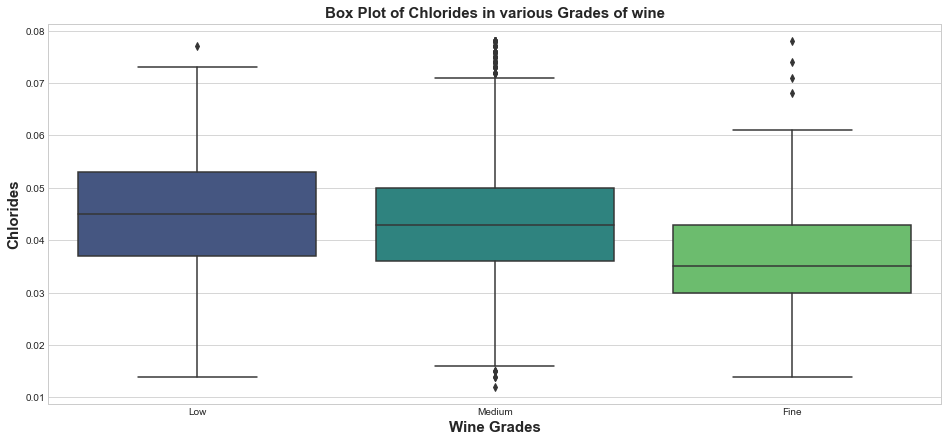 Box Plot of Chlorides in various Grades of wine
Chlorides
0.08
0.07
0.06
0.05
0.04
0.03
0.02
0.01
Low Medium Fine
Wine Grades